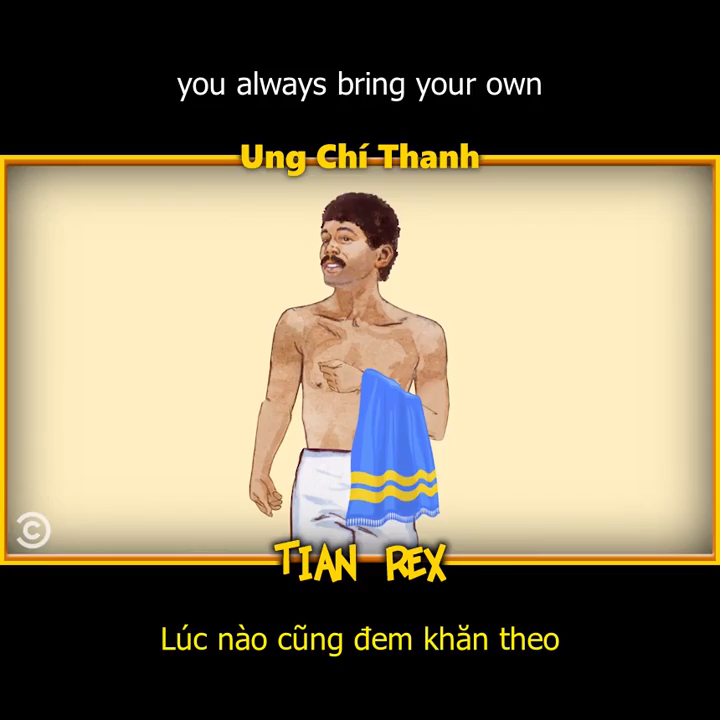 you always bring your own
Ung Chí Thanh
TIAN REX
Lúc nào cũng đem khăn theo